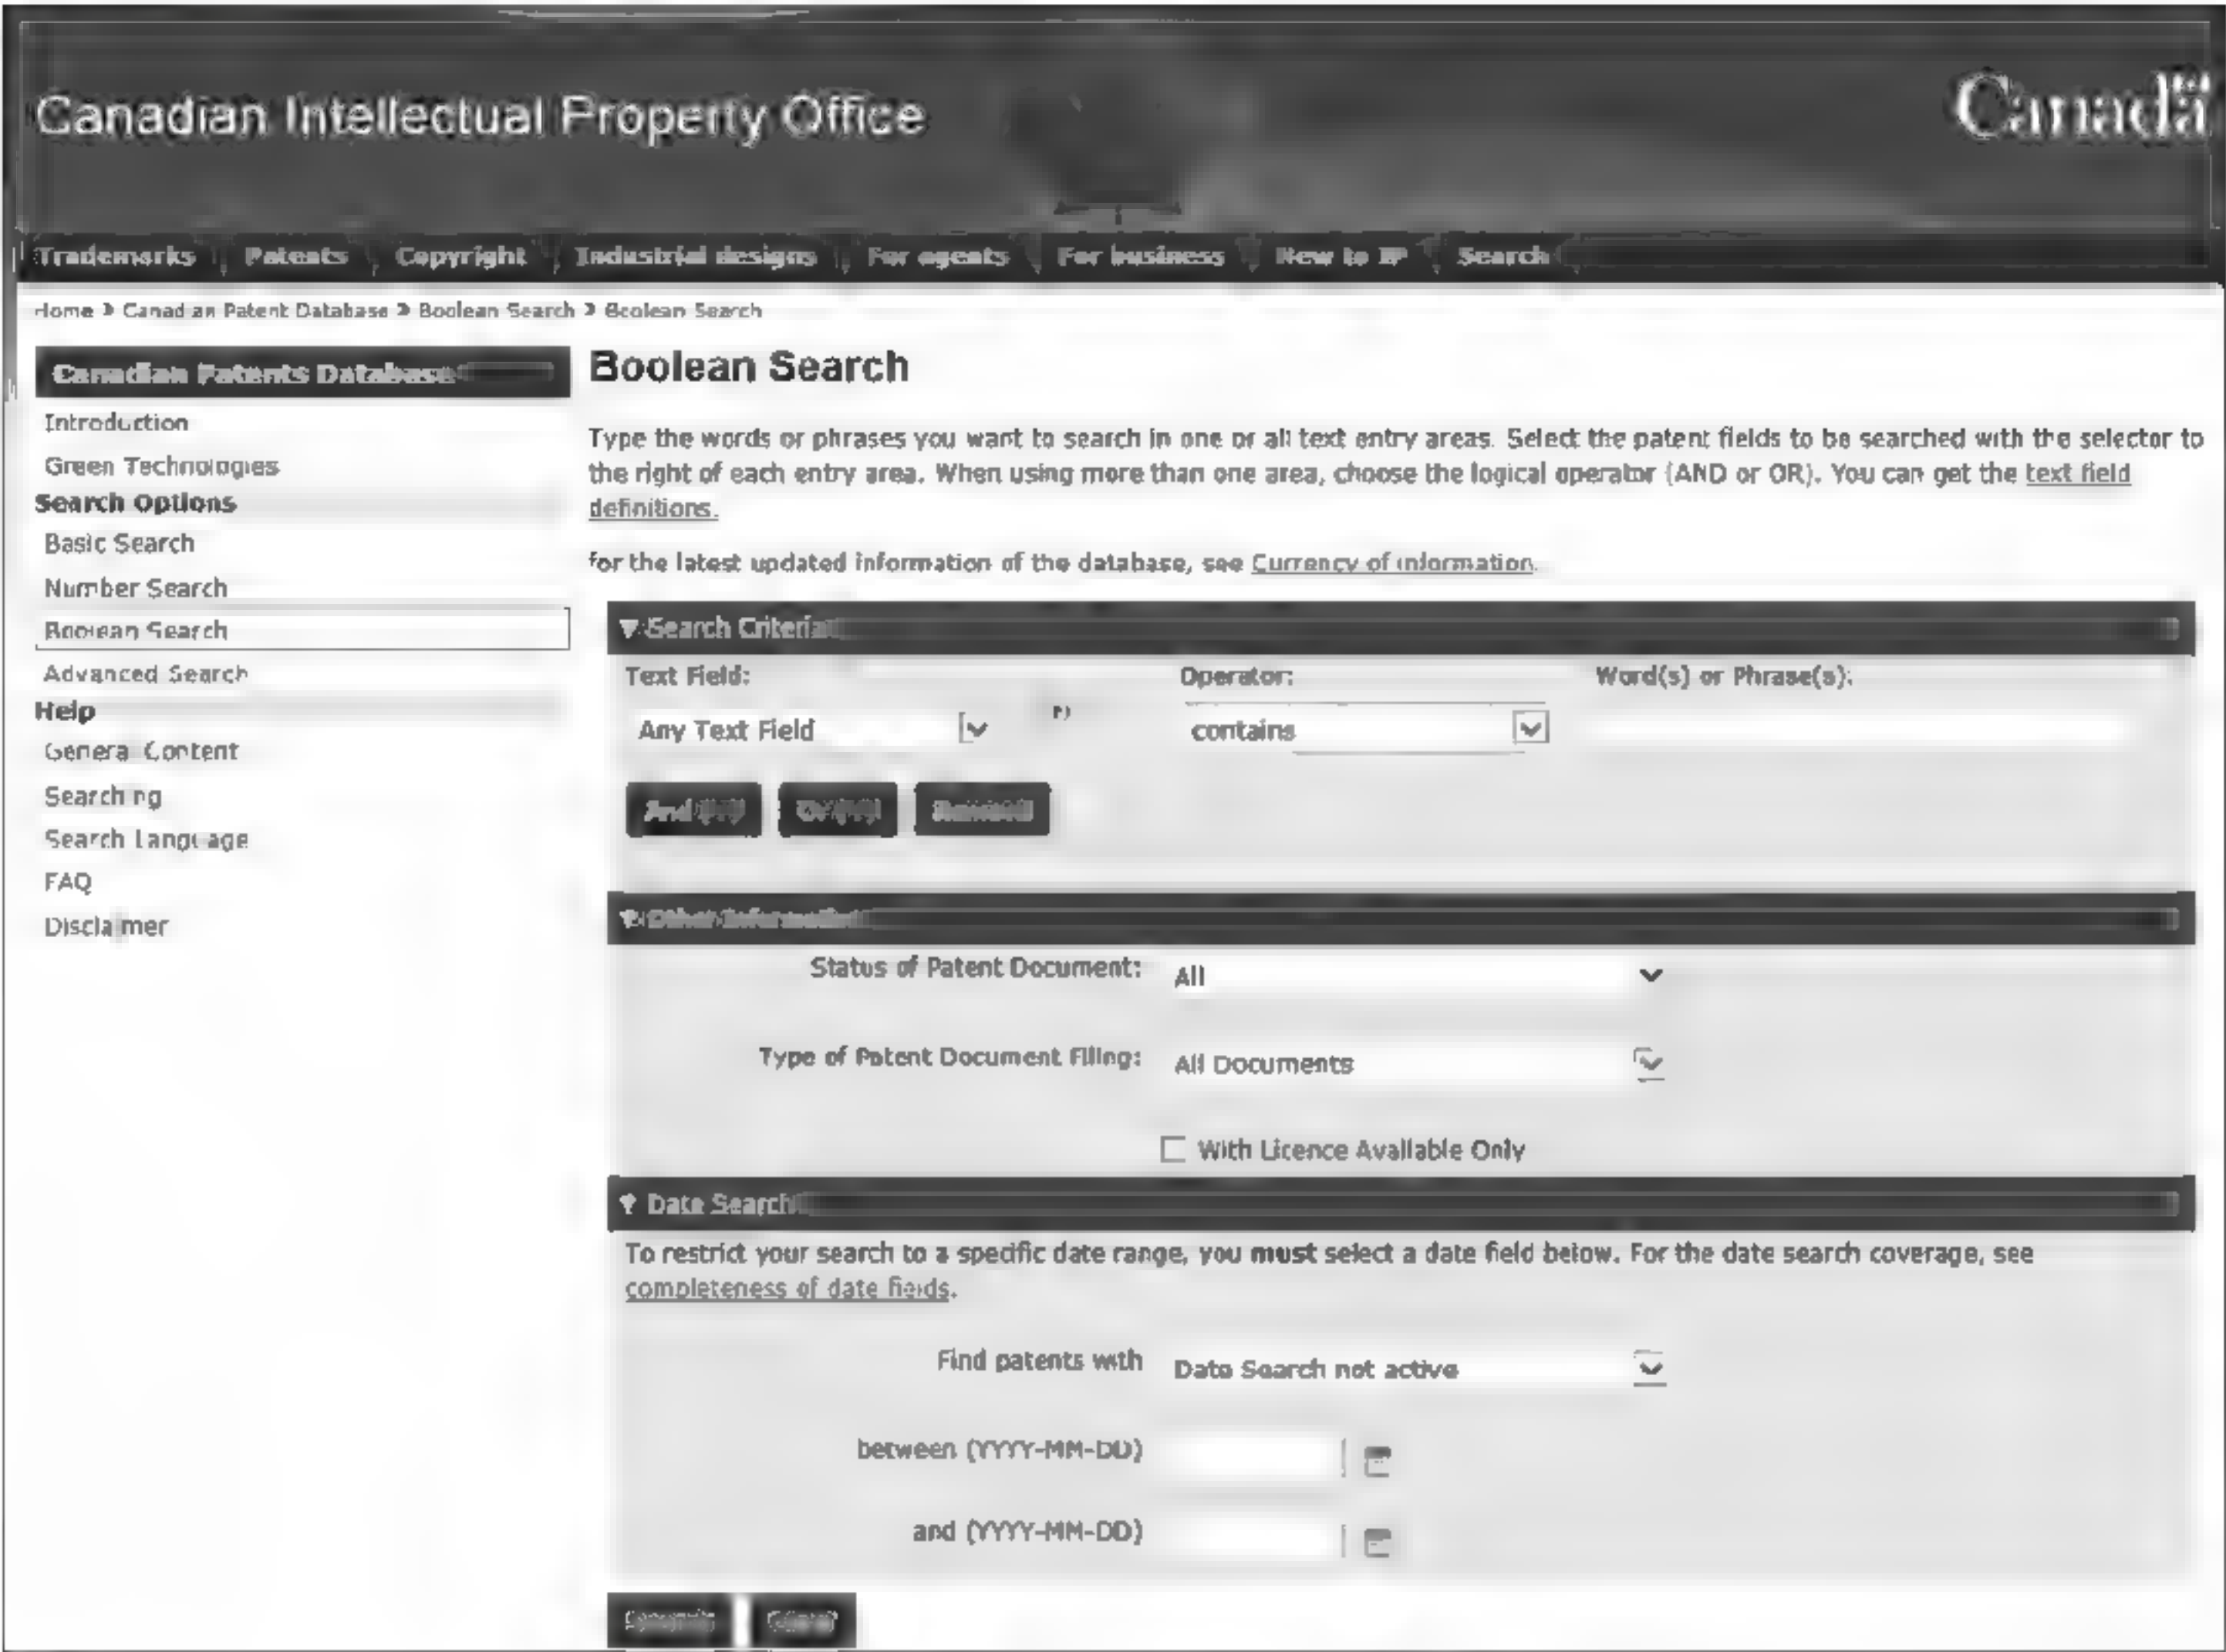 Canadian Intellectual Property Office
Canada
Trademarks Patents Copyright Industrial designs For agents For business New to IP Search
Home » Canadian Patent Database » Boolean Search » Boolean Search
Canadian Patents Database
Introduction
Green Technologies
Search Options
Basic Search
Number Search
Boolean Search
Advanced Search
Help
General Content
Searching
Search Language
FAQ
Disclaimer
Boolean Search
Type the words or phrases you want to search in one or all text entry areas. Select the patent fields to be searched with the selector to
the right of each entry area. When using more than one area, choose the logical operator (AND or OR). You can get the text field
definitions.
For the latest updated information of the database, see Currency of information.
Search Criteria
Text Field: Operator: Word(s) or Phrase(s):
Any Text Field contains
And
Other Information
Status of Patent Document: All
Type of Patent Document Filing: All Documents
With Licence Available Only
Date Search
To restrict your search to a specific date range, you must select a date field below. For the date search coverage, see
completeness of date fields.
Find patents with Date Search not active
between (YYYY-MM-DD)
and (YYYY-MM-DD)